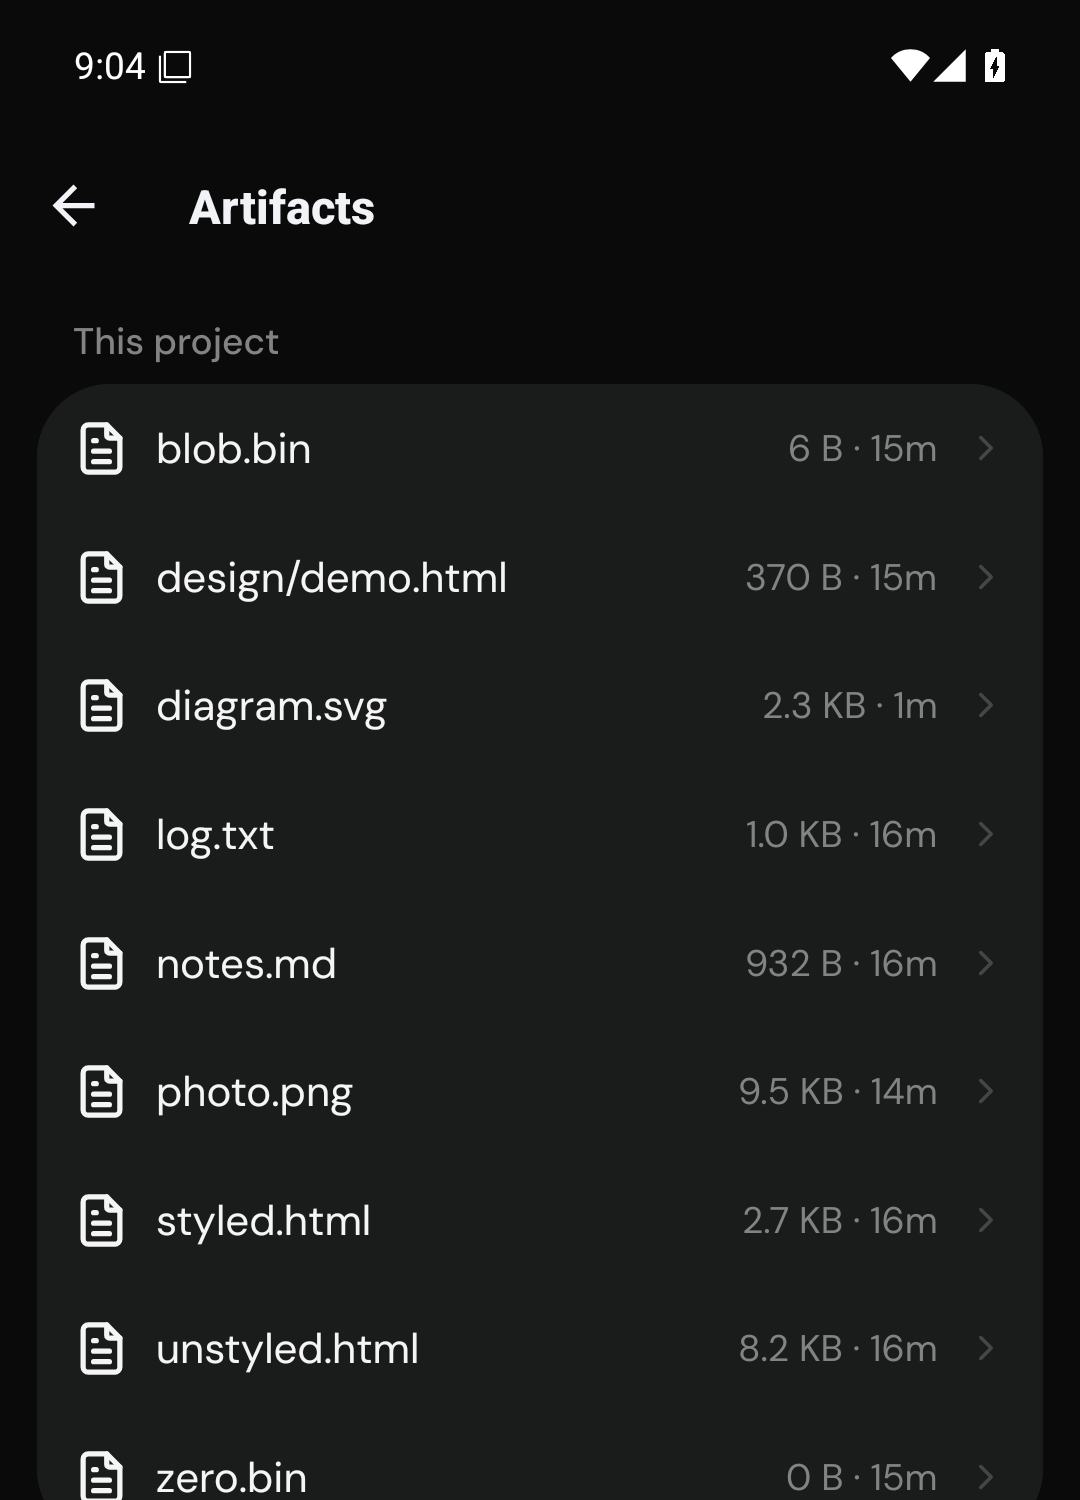 9:04
Artifacts
This project
blob.bin 6 B · 15m
design/demo.html 370 B · 15m
diagram.svg 2.3 KB · 1m
log.txt 1.0 KB · 16m
notes.md 932 B · 16m
photo.png 9.5 KB · 14m
styled.html 2.7 KB · 16m
unstyled.html 8.2 KB · 16m
zero.bin 0 B · 15m